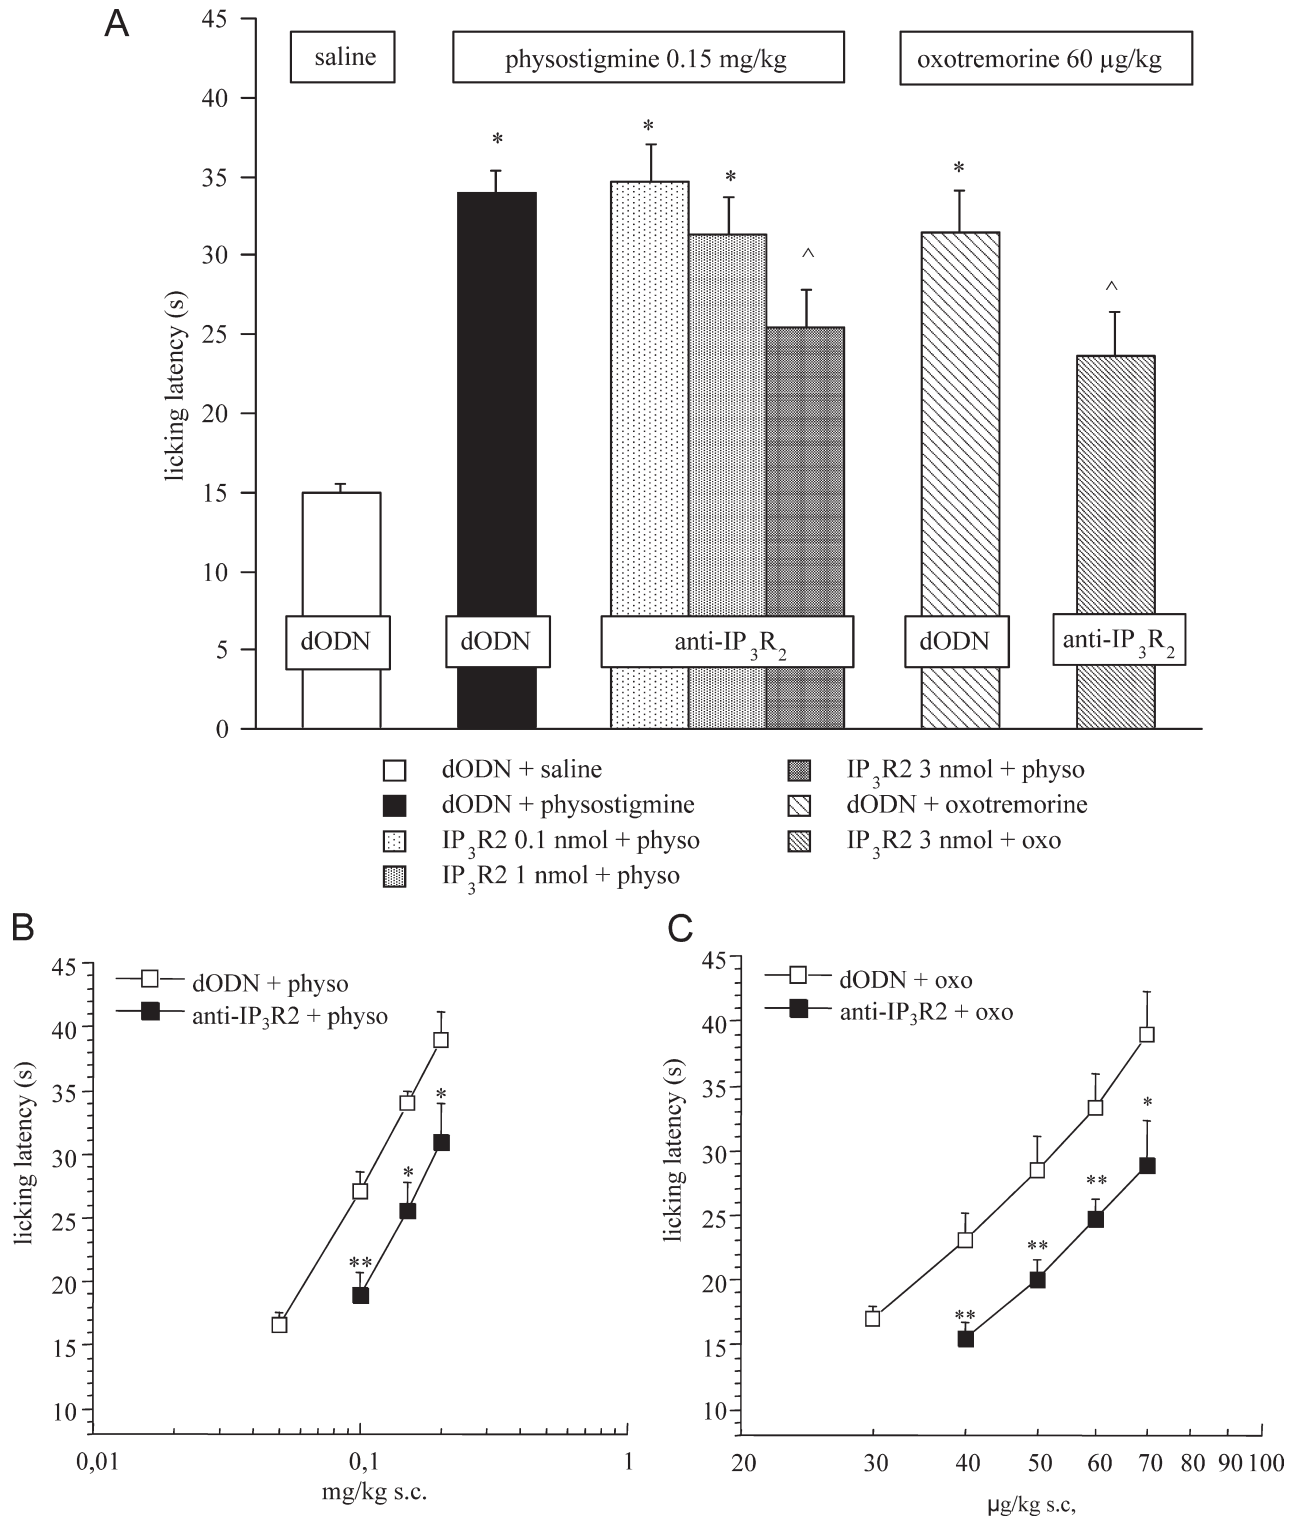 A
45
saline
physostigmine 0.15 mg/kg
oxotremorine 60 µg/kg
40
35
30
25
20
15
10
5
0
licking latency (s)
*
*
*
^
*
^
dODN
dODN
anti-IP3R2
dODN
anti-IP3R2
dODN + saline
dODN + physostigmine
IP3R2 0.1 nmol + physo
IP3R2 1 nmol + physo
IP3R2 3 nmol + physo
dODN + oxotremorine
IP3R2 3 nmol + oxo
B
45
40
35
30
25
20
15
10
licking latency (s)
dODN + physo
anti-IP3R2 + physo
**
*
*
0,01
0,1
1
mg/kg s.c.
C
45
40
35
30
25
20
15
10
licking latency (s)
dODN + oxo
anti-IP3R2 + oxo
**
**
**
*
20
30
40
50
60
70
80
90
100
µg/kg s.c,